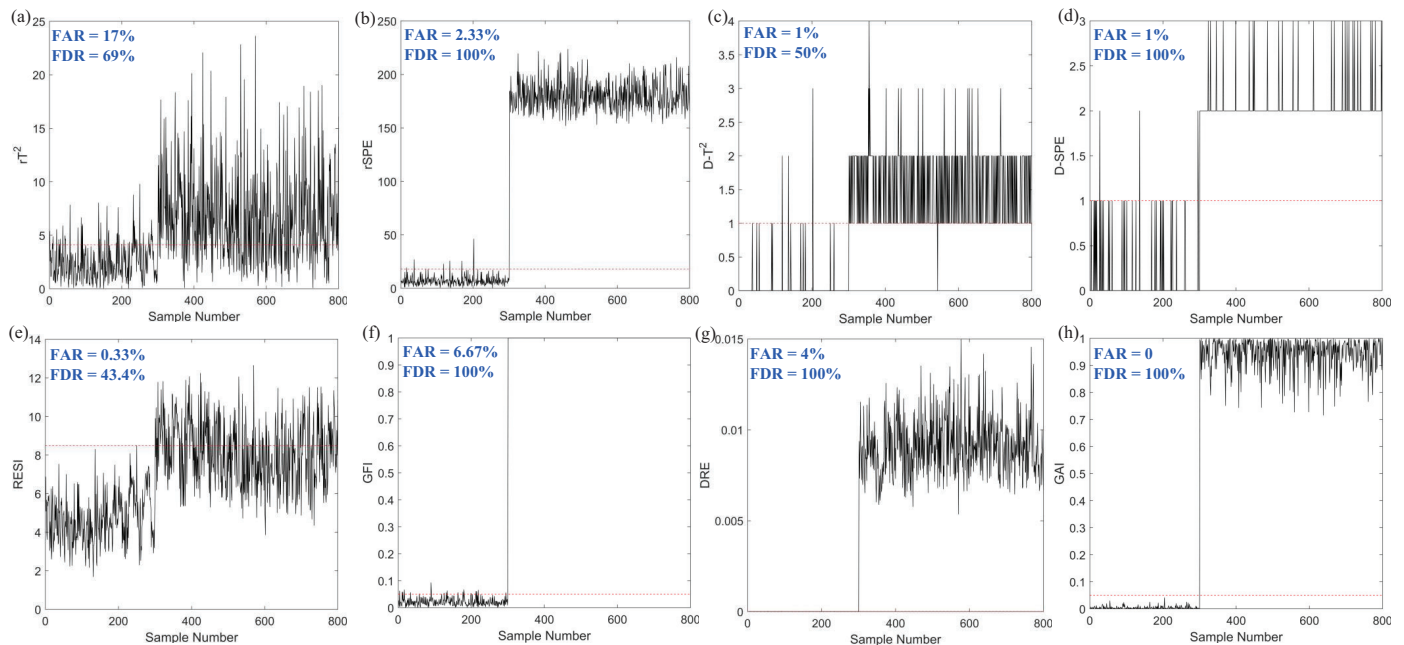 (a)
FAR = 17%
FDR = 69%
25
20
15
10
5
0
rT²
0
200
400
600
800
Sample Number
(b)
FAR = 2.33%
FDR = 100%
250
200
150
100
50
0
rSPE
0
200
400
600
800
Sample Number
(c)
FAR = 1%
FDR = 50%
4
3.5
3
2.5
2
1.5
1
0.5
0
D-T²
0
200
400
600
800
Sample Number
(d)
FAR = 1%
FDR = 100%
3
2.5
2
1.5
1
0.5
0
D-SPE
0
200
400
600
800
Sample Number
(e)
FAR = 0.33%
FDR = 43.4%
14
12
10
8
6
4
2
0
RESI
0
200
400
600
800
Sample Number
(f)
FAR = 6.67%
FDR = 100%
1
0.9
0.8
0.7
0.6
0.5
0.4
0.3
0.2
0.1
0
GFI
0
200
400
600
800
Sample Number
(g)
FAR = 4%
FDR = 100%
0.015
0.01
0.005
0
DRE
0
200
400
600
800
Sample Number
(h)
FAR = 0
FDR = 100%
1
0.9
0.8
0.7
0.6
0.5
0.4
0.3
0.2
0.1
0
GAI
0
200
400
600
800
Sample Number